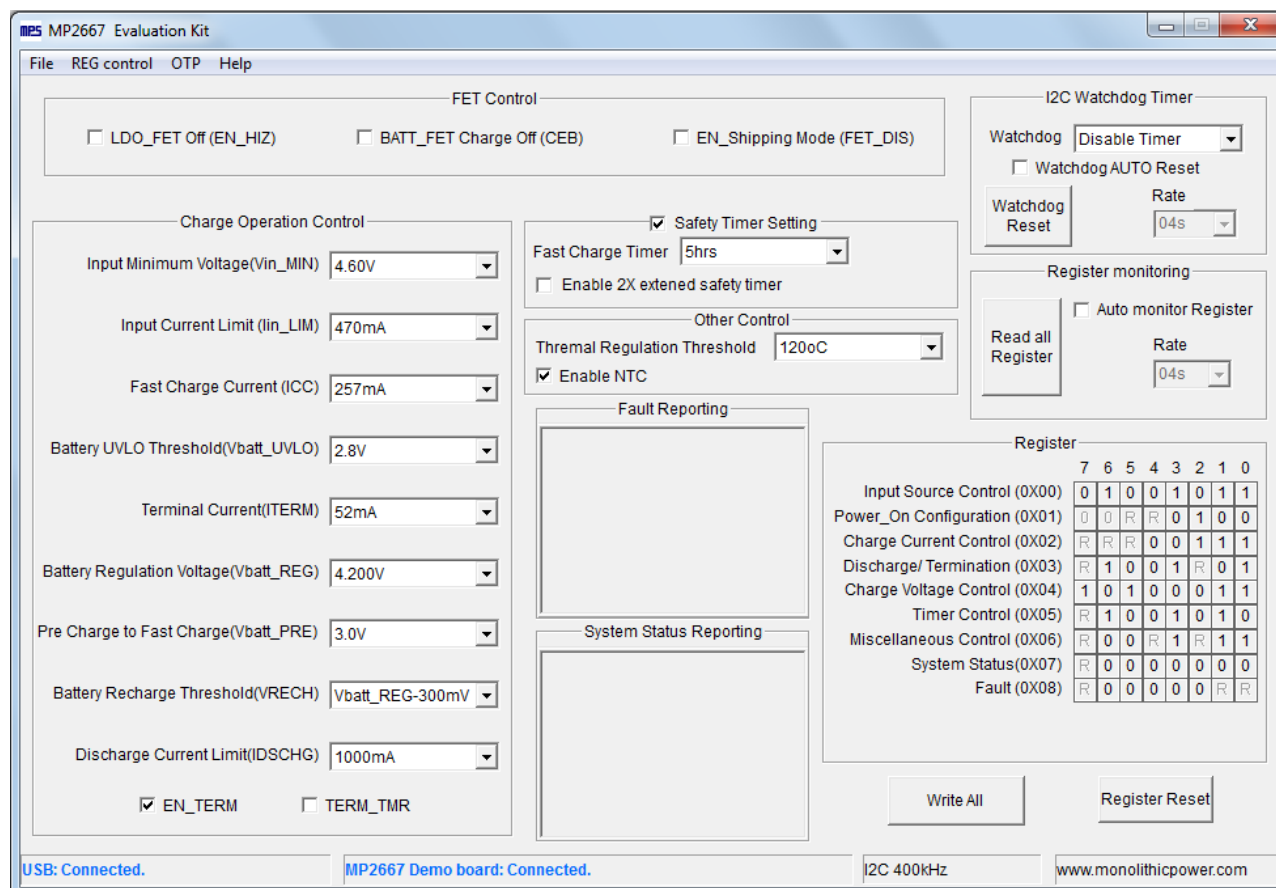 mps MP2667 Evaluation Kit
File REG control OTP Help
FET Control
LDO_FET Off (EN_HIZ) BATT_FET Charge Off (CEB) EN_Shipping Mode (FET_DIS)
I2C Watchdog Timer
Watchdog Disable Timer
Watchdog AUTO Reset
Watchdog
Reset
Rate
04s
Charge Operation Control
Input Minimum Voltage(Vin_MIN) 4.60V
Input Current Limit (Iin_LIM) 470mA
Fast Charge Current (ICC) 257mA
Battery UVLO Threshold(Vbatt_UVLO) 2.8V
Terminal Current(ITERM) 52mA
Battery Regulation Voltage(Vbatt_REG) 4.200V
Pre Charge to Fast Charge(Vbatt_PRE) 3.0V
Battery Recharge Threshold(VRECH) Vbatt_REG-300mV
Discharge Current Limit(IDSCHG) 1000mA
EN_TERM TERM_TMR
Safety Timer Setting
Fast Charge Timer 5hrs
Enable 2X extened safety timer
Other Control
Thremal Regulation Threshold 120oC
Enable NTC
Fault Reporting
System Status Reporting
Register monitoring
Read all
Register
Auto monitor Register
Rate
04s
Register
7 6 5 4 3 2 1 0
Input Source Control (0X00) 0 1 0 0 1 0 1 1
Power_On Configuration (0X01) 0 0 R R 0 1 0 0
Charge Current Control (0X02) R R R 0 0 1 1 1
Discharge/ Termination (0X03) R 1 0 0 1 R 0 1
Charge Voltage Control (0X04) 1 0 1 0 0 0 1 1
Timer Control (0X05) R 1 0 0 1 0 1 0
Miscellaneous Control (0X06) R 0 0 R 1 R 1 1
System Status(0X07) R 0 0 0 0 0 0 0
Fault (0X08) R 0 0 0 0 0 R R
Write All
Register Reset
USB: Connected. MP2667 Demo board: Connected. I2C 400kHz www.monolithicpower.com